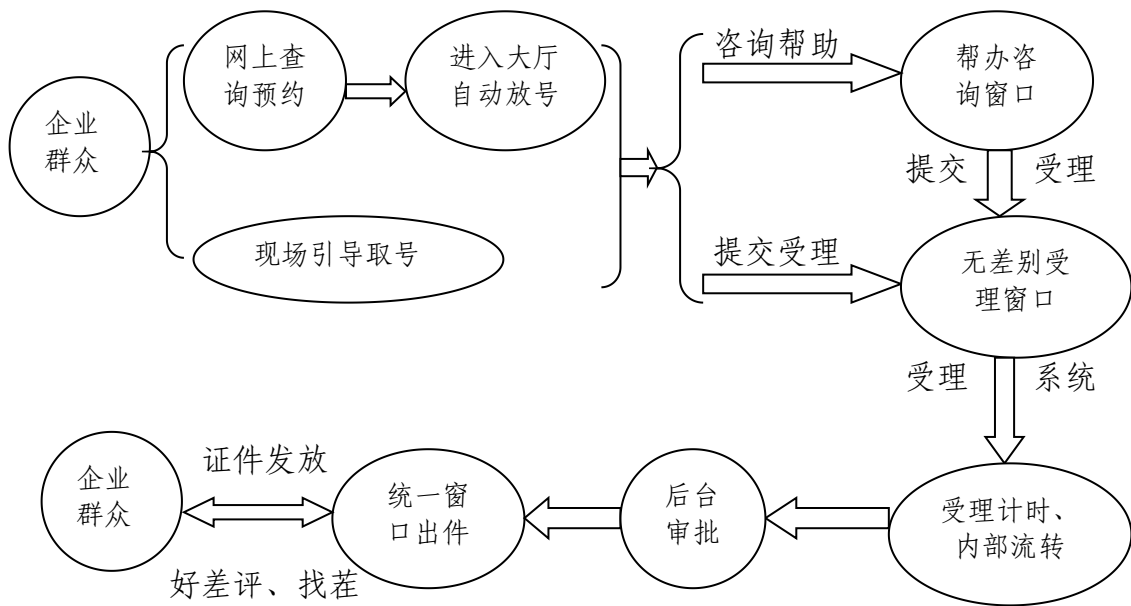 企业
群众
网上查
询预约
进入大厅
自动放号
现场引导取号
咨询帮助
提交受理
帮办咨
询窗口
提交 受理
无差别受
理窗口
受理 系统
受理计时、
内部流转
后台
审批
统一窗
口出件
证件发放
好差评、找茬
企业
群众